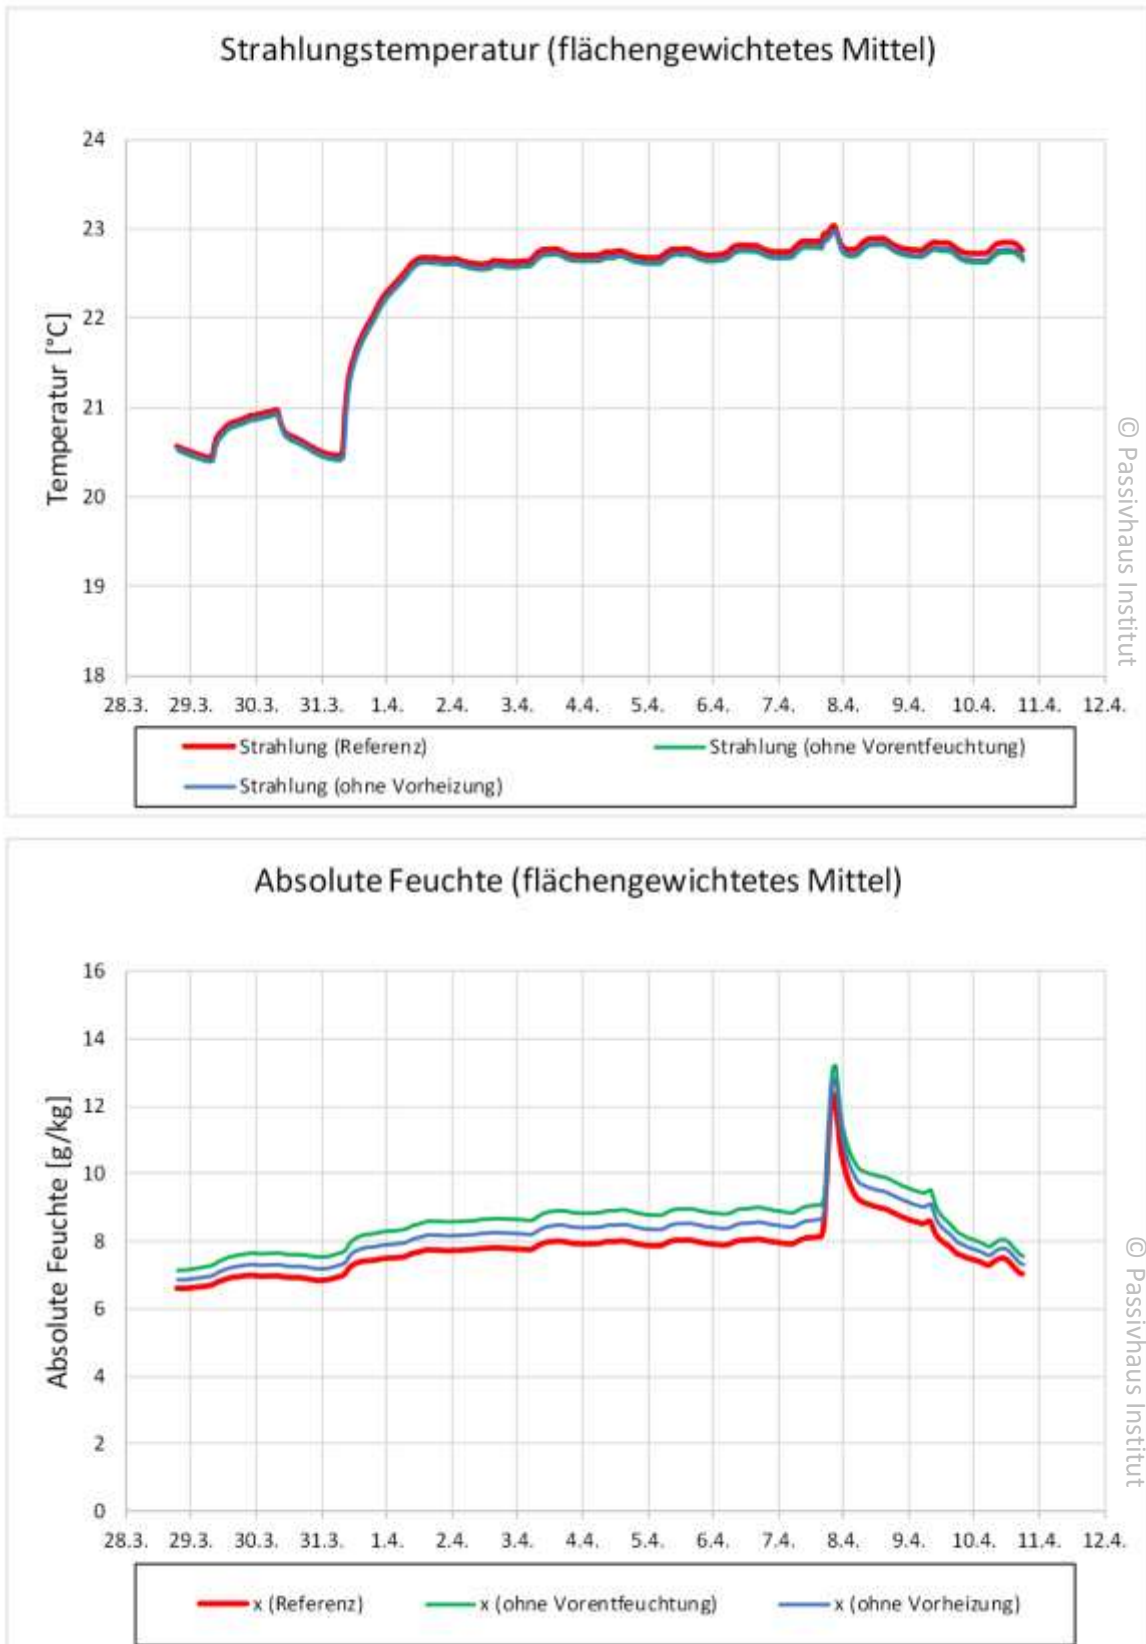 Strahlungstemperatur (flächengewichtetes Mittel)
24
23
22
21
20
19
18
Temperatur [°C]
28.3. 29.3. 30.3. 31.3. 1.4. 2.4. 3.4. 4.4. 5.4. 6.4. 7.4. 8.4. 9.4. 10.4. 11.4. 12.4.
Strahlung (Referenz) Strahlung (ohne Vorentfeuchtung)
Strahlung (ohne Vorheizung)
© Passivhaus Institut
Absolute Feuchte (flächengewichtetes Mittel)
16
14
12
10
8
6
4
2
0
Absolute Feuchte [g/kg]
28.3. 29.3. 30.3. 31.3. 1.4. 2.4. 3.4. 4.4. 5.4. 6.4. 7.4. 8.4. 9.4. 10.4. 11.4. 12.4.
x (Referenz) x (ohne Vorentfeuchtung) x (ohne Vorheizung)
© Passivhaus Institut